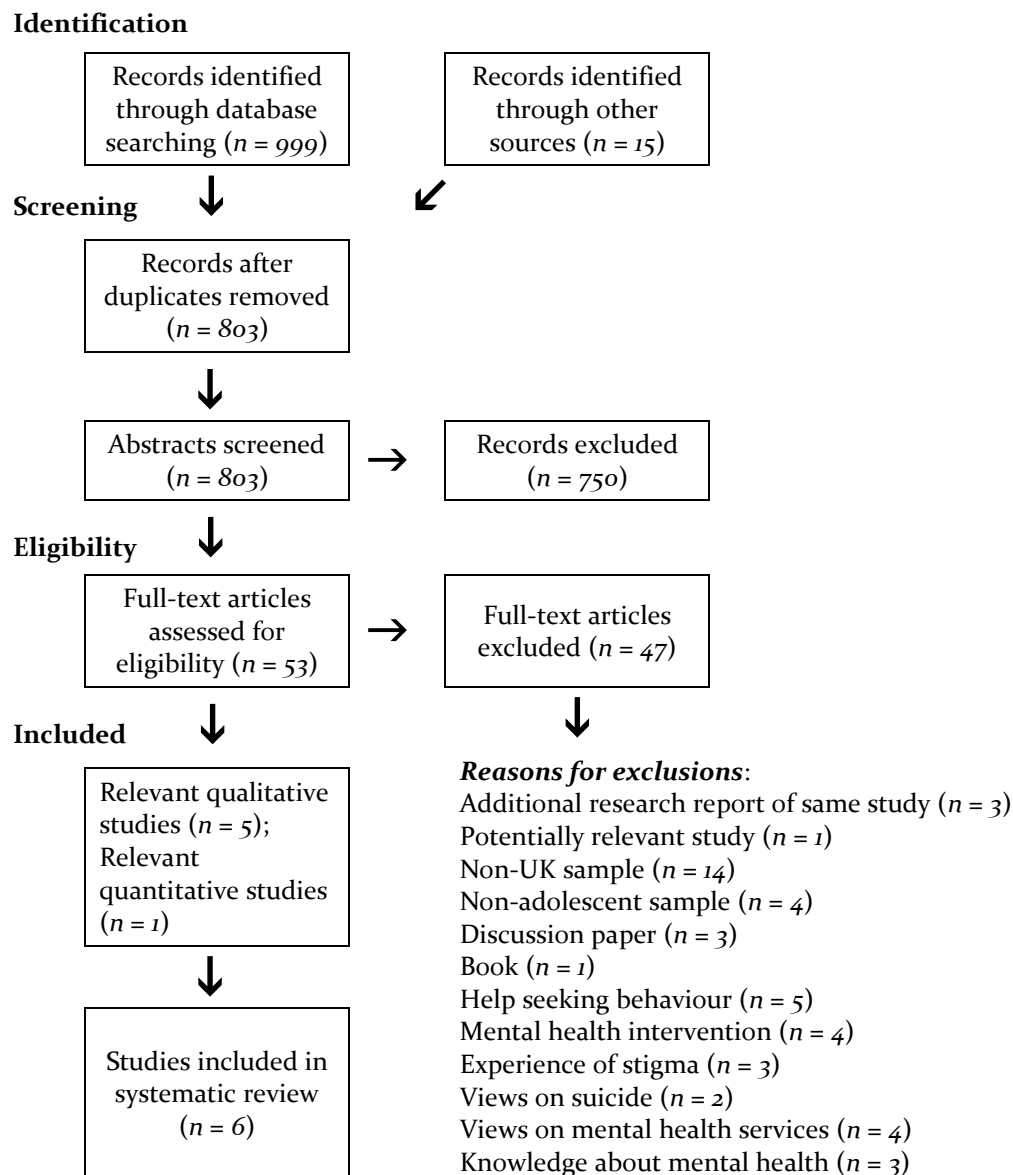 Identification
Records identified
through database
searching (n = 999)
Records identified
through other
sources (n = 15)
Screening
Records after
duplicates removed
(n = 803)
Abstracts screened
(n = 803)
Records excluded
(n = 750)
Eligibility
Full-text articles
assessed for
eligibility (n = 53)
Full-text articles
excluded (n = 47)
Included
Relevant qualitative
studies (n = 5);
Relevant
quantitative studies
(n = 1)
Studies included in
systematic review
(n = 6)
Reasons for exclusions:
Additional research report of same study (n = 3)
Potentially relevant study (n = 1)
Non-UK sample (n = 14)
Non-adolescent sample (n = 4)
Discussion paper (n = 3)
Book (n = 1)
Help seeking behaviour (n = 5)
Mental health intervention (n = 4)
Experience of stigma (n = 3)
Views on suicide (n = 2)
Views on mental health services (n = 4)
Knowledge about mental health (n = 3)